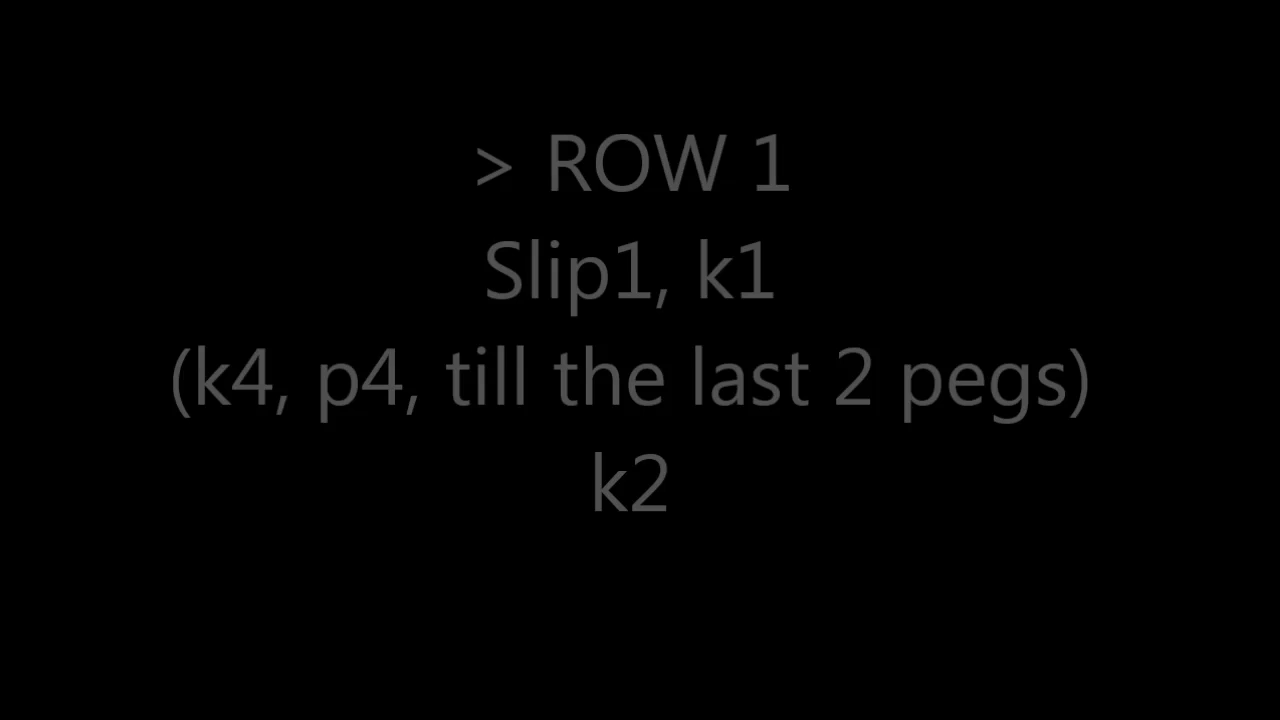 > ROW 1
Slip1, k1
(k4, p4, till the last 2 pegs)
k2